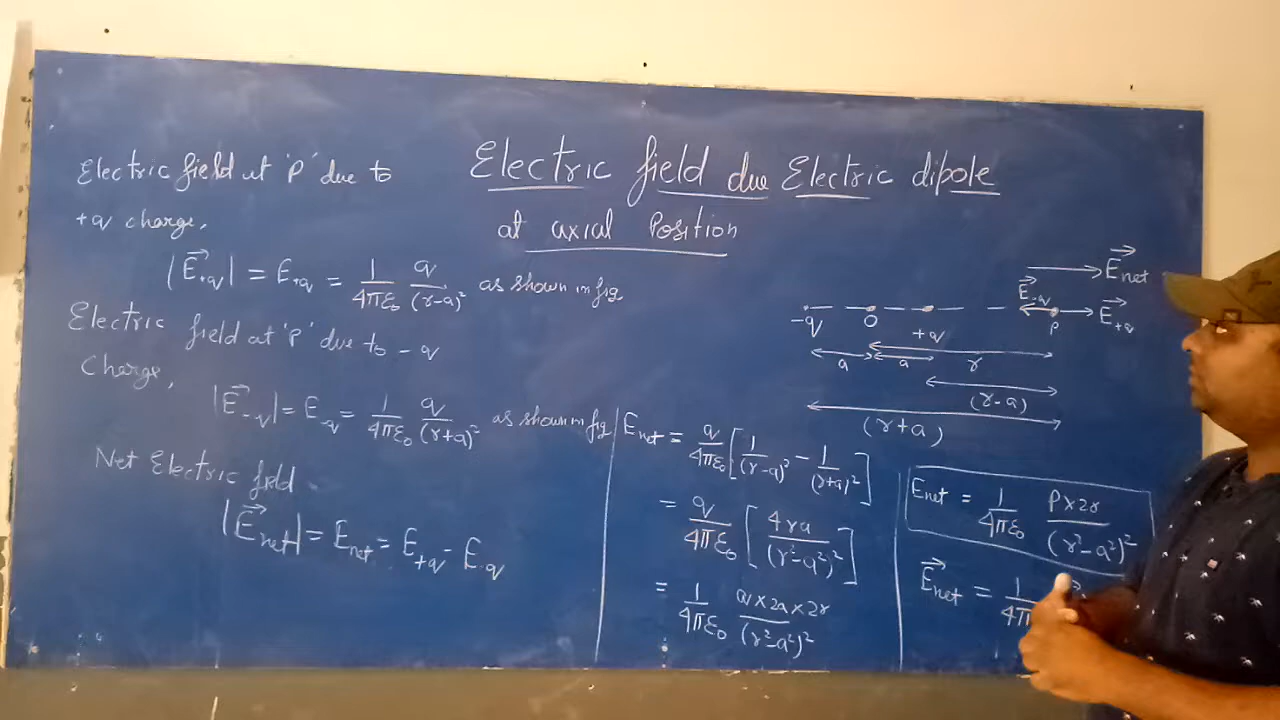 Electric field due Electric dipole
at axial Position
Electric field at 'P' due to
+q charge,
|E⃗+q| = E+q = 1/4πε₀ q/(r-a)² as shown in fig
Electric field at 'P' due to -q
Charge,
|E⃗-q| = E-q = 1/4πε₀ q/(r+a)² as shown in fig
Net Electric field
|E⃗net| = Enet = E+q - E-q
E⃗net
E⃗-q
-q O +q P E⃗+q
a a r
(r-a)
(r+a)
Enet = q/4πε₀ [1/(r-a)² - 1/(r+a)²]
= q/4πε₀ [4ra/(r²-a²)²]
= 1/4πε₀ q×2a×2r/(r²-a²)²
Enet = 1/4πε₀ P×2r/(r²-a²)²
E⃗net = 1/4π